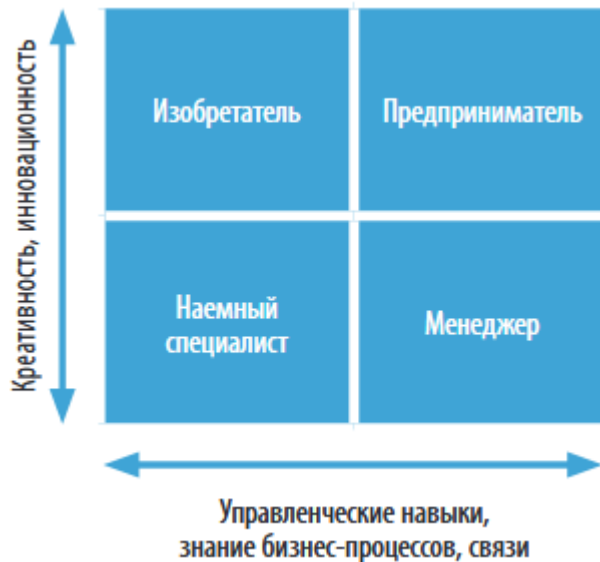 Креативность, инновационность
Изобретатель
Предприниматель
Наемный
специалист
Менеджер
Управленческие навыки,
знание бизнес-процессов, связи